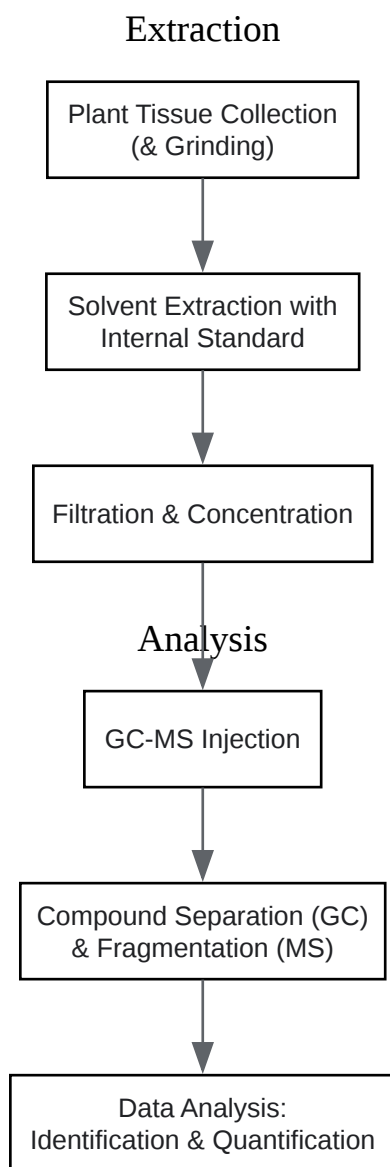 Extraction
Plant Tissue Collection
(& Grinding)
Solvent Extraction with
Internal Standard
Filtration & Concentration
Analysis
GC-MS Injection
Compound Separation (GC)
& Fragmentation (MS)
Data Analysis:
Identification & Quantification